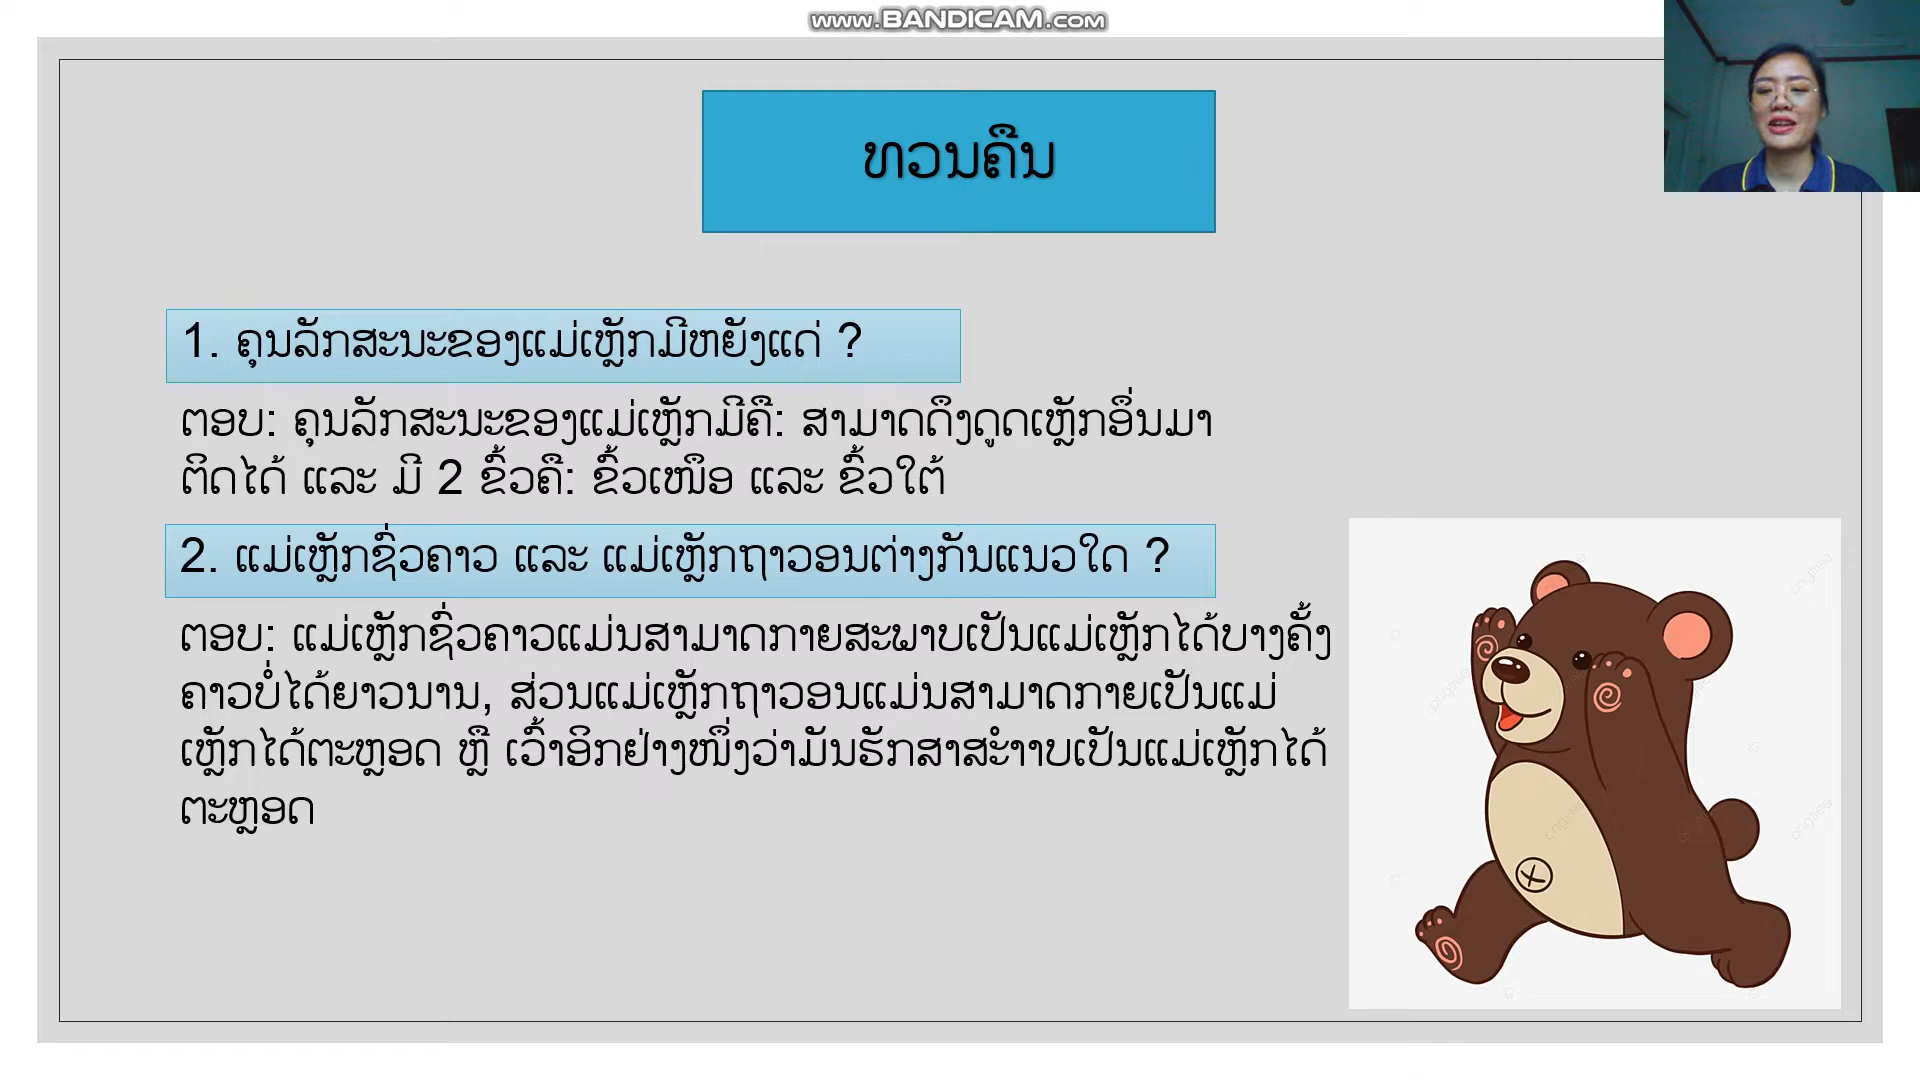 www.BANDICAM.com
ທວນຄືນ
1. ຄຸນລັກສະນະຂອງແມ່ເຫຼັກມີຫຍັງແດ່ ?
ຕອບ: ຄຸນລັກສະນະຂອງແມ່ເຫຼັກມີຄື: ສາມາດດຶງດູດເຫຼັກອຶ່ນມາ
ຕິດໄດ້ ແລະ ມີ 2 ຂົ້ວຄື: ຂົ້ວເໜຶອ ແລະ ຂົ້ວໃຕ້
2. ແມ່ເຫຼັກຊົ່ວຄາວ ແລະ ແມ່ເຫຼັກຖາວອນຕ່າງກັນແນວໃດ ?
ຕອບ: ແມ່ເຫຼັກຊົ່ວຄາວແມ່ນສາມາດກາຍສະພາບເປັນແມ່ເຫຼັກໄດ້ບາງຄັ້ງ
ຄາວບໍ່ໄດ້ຍາວນານ, ສ່ວນແມ່ເຫຼັກຖາວອນແມ່ນສາມາດກາຍເປັນແມ່
ເຫຼັກໄດ້ຕະຫຼອດ ຫຼື ເວົ້າອິກຢ່າງໜຶ່ງວ່າມັນຮັກສາສະໍາາບເປັນແມ່ເຫຼັກໄດ້
ຕະຫຼອດ